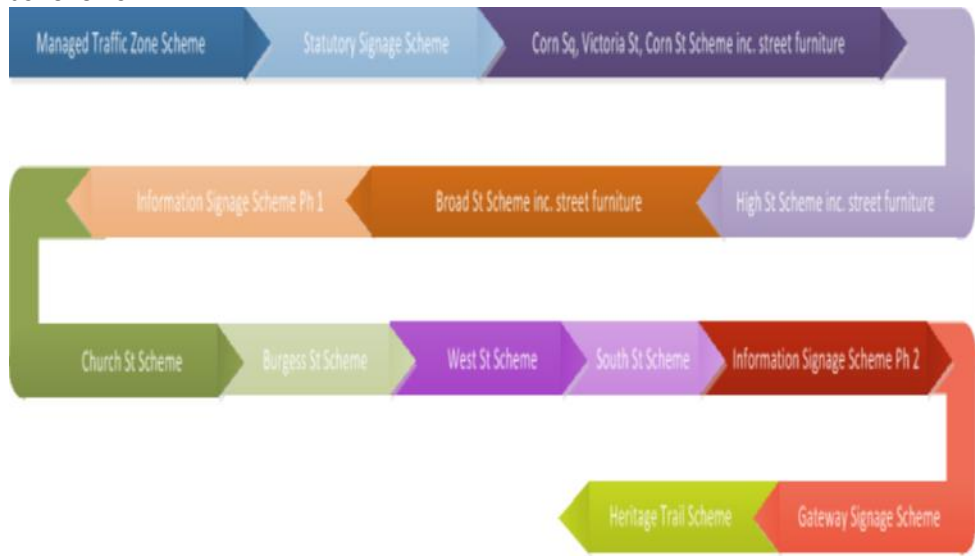 Managed Traffic Zone Scheme
Statutory Signage Scheme
Corn Sq, Victoria St, Corn St Scheme inc. street furniture
High St Scheme inc. street furniture
Broad St Scheme inc. street furniture
Information Signage Scheme Ph 1
Church St Scheme
Burgess St Scheme
West St Scheme
South St Scheme
Information Signage Scheme Ph 2
Gateway Signage Scheme
Heritage Trail Scheme